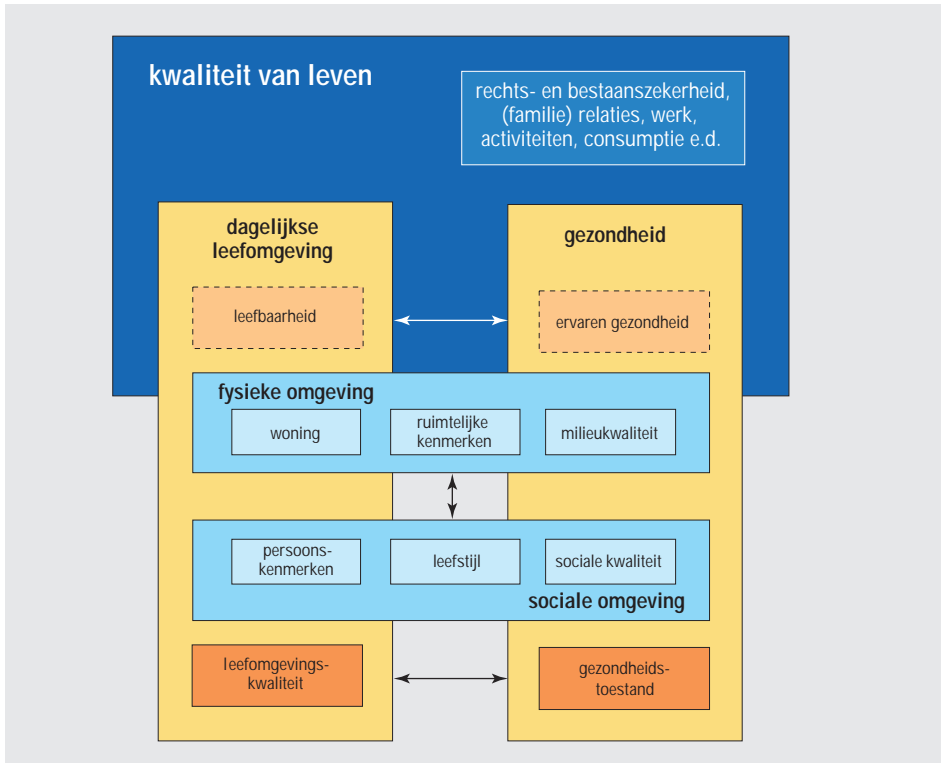 kwaliteit van leven
rechts- en bestaanszekerheid,
(familie) relaties, werk,
activiteiten, consumptie e.d.
dagelijkse
leefomgeving
gezondheid
leefbaarheid
ervaren gezondheid
fysieke omgeving
woning
ruimtelijke
kenmerken
milieukwaliteit
persoons-
kenmerken
leefstijl
sociale kwaliteit
sociale omgeving
leefomgevings-
kwaliteit
gezondheids-
toestand